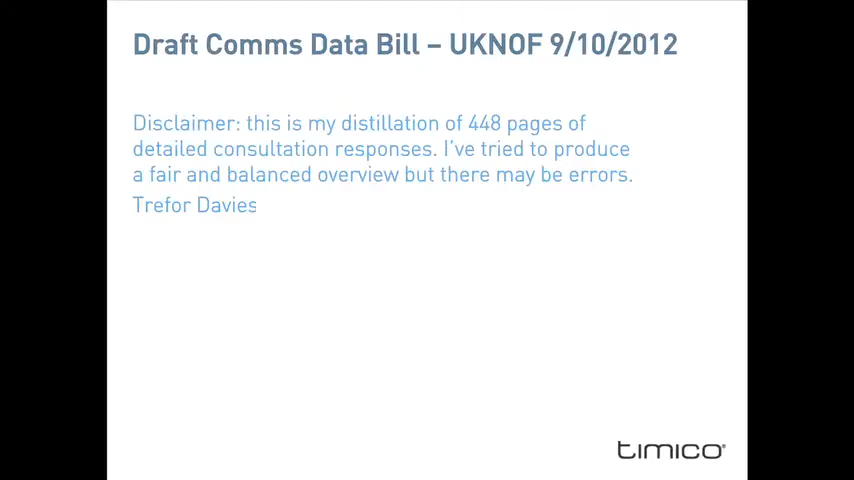 Draft Comms Data Bill – UKNOF 9/10/2012
Disclaimer: this is my distillation of 448 pages of
detailed consultation responses. I've tried to produce
a fair and balanced overview but there may be errors.
Trefor Davies
timico®